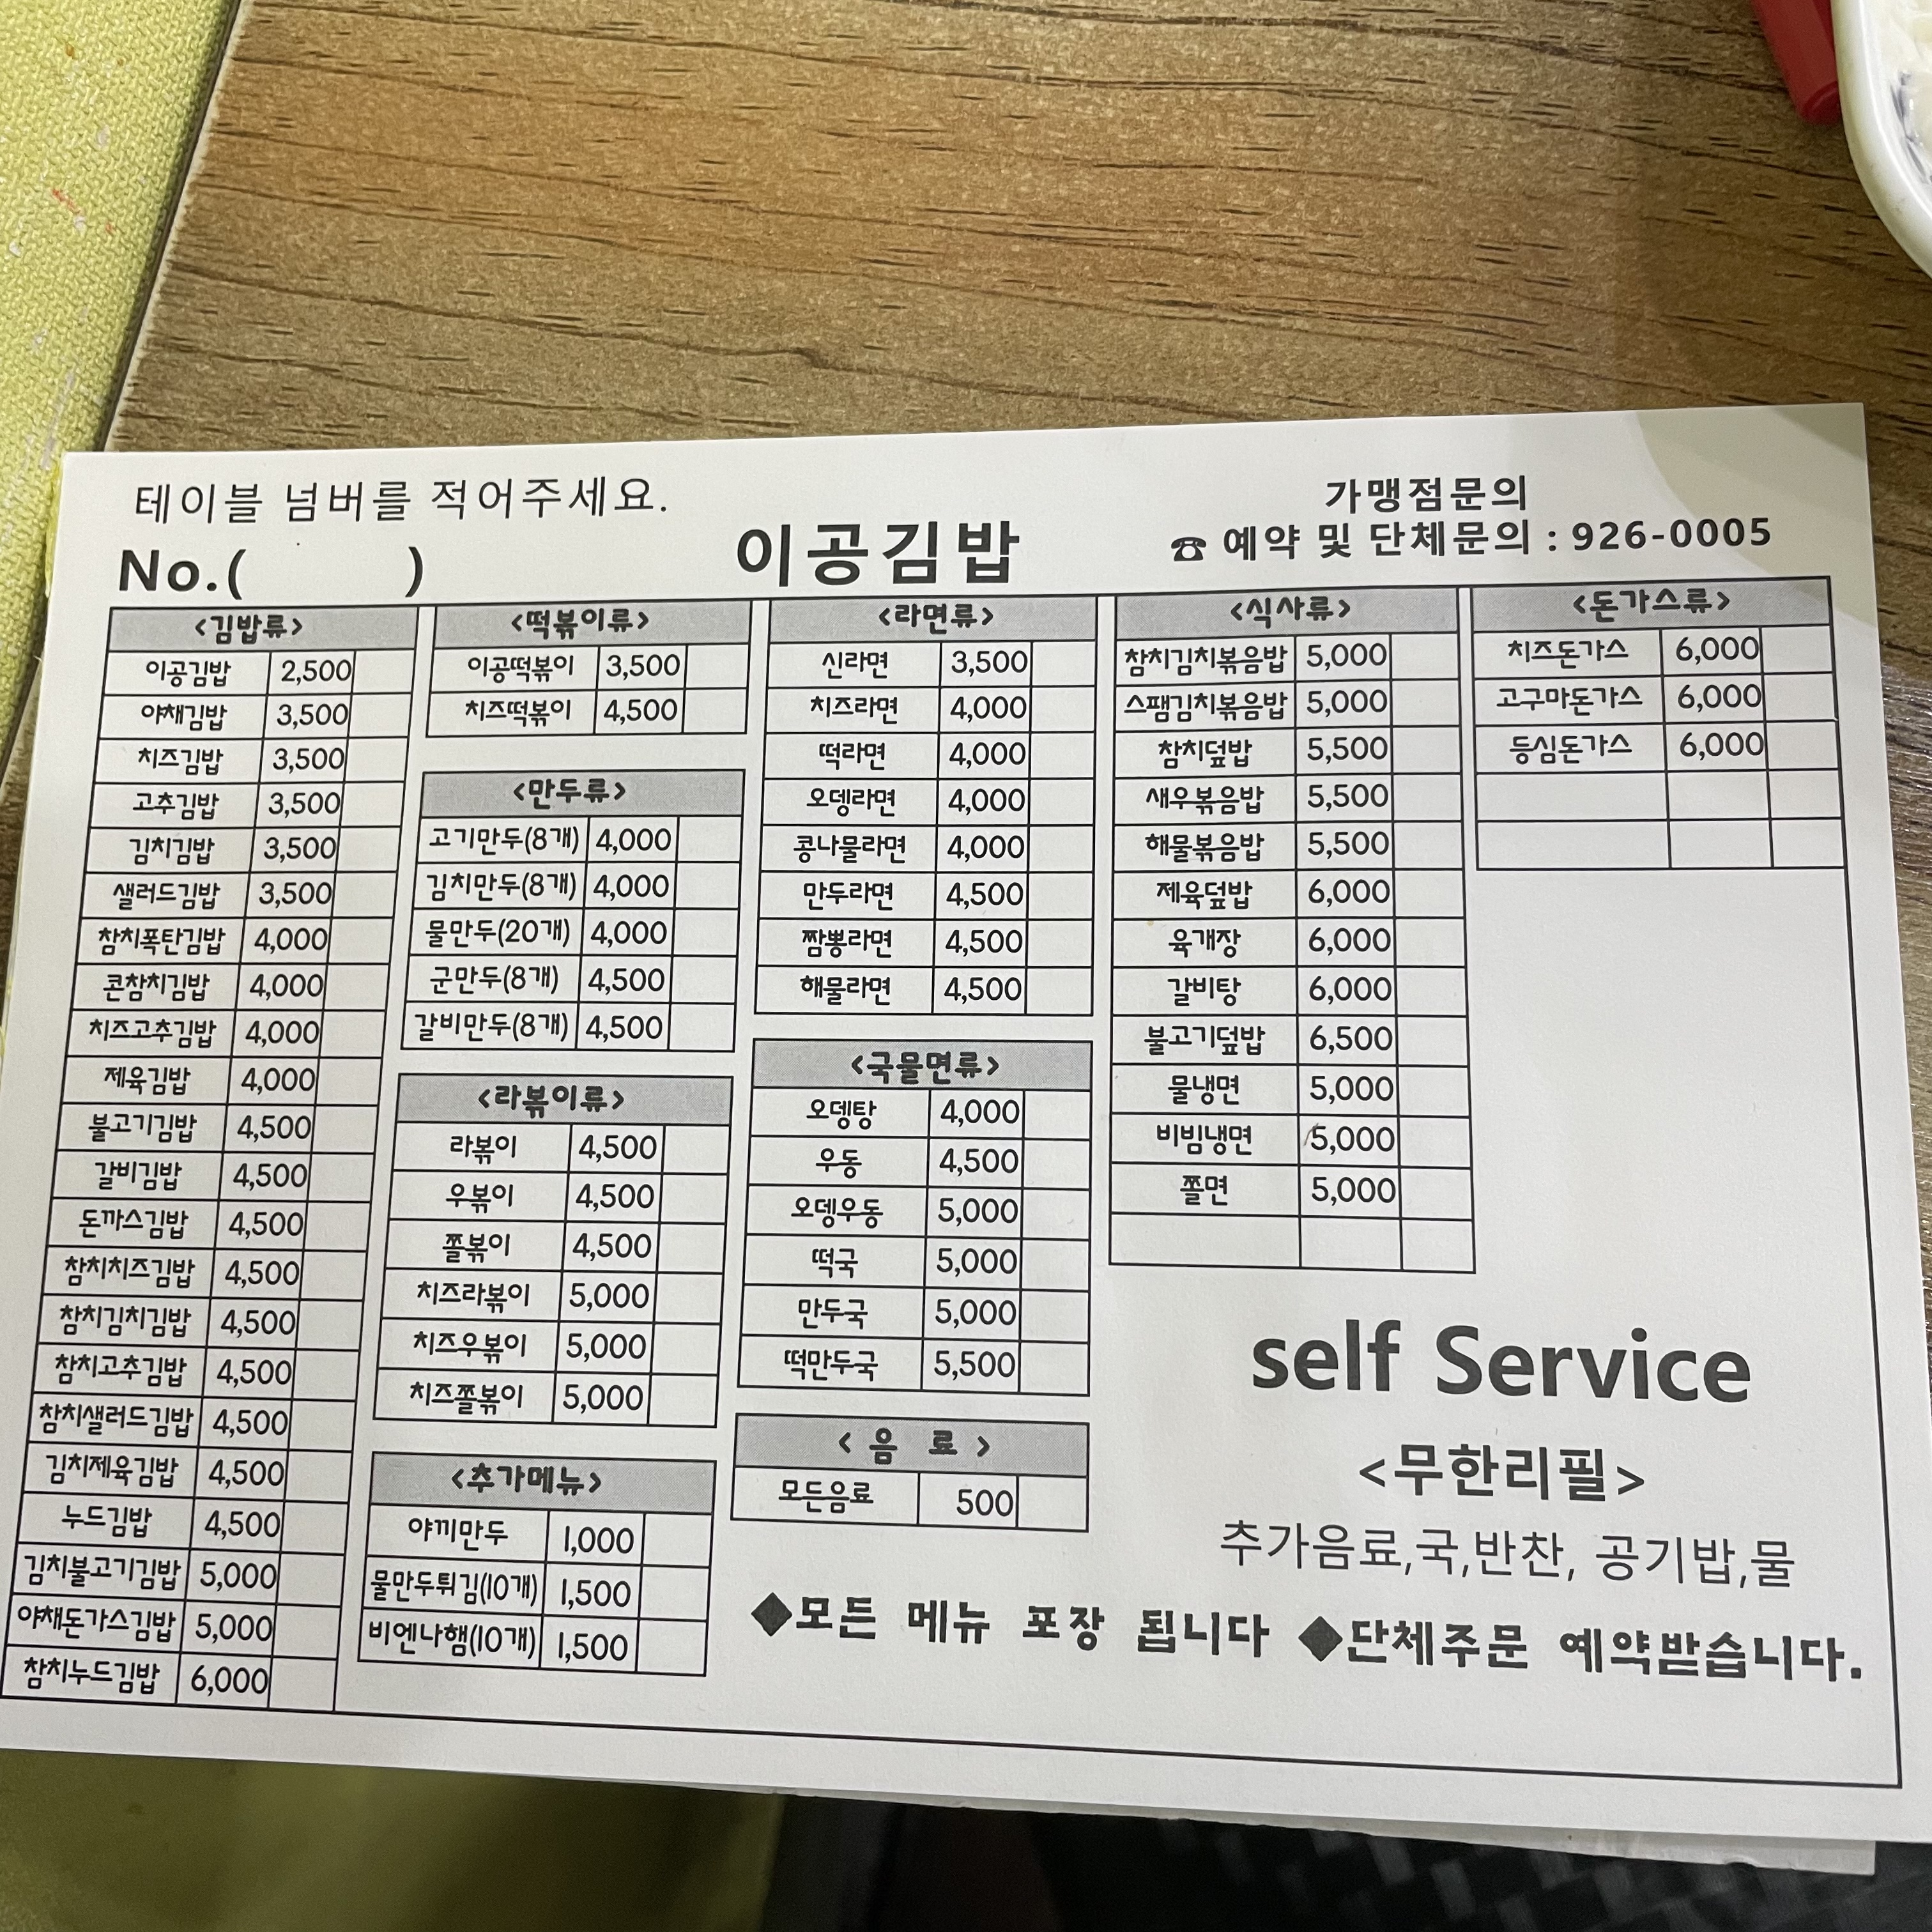 테이블 넘버를 적어주세요.
No.( )
이공김밥
가맹점문의
☎ 예약 및 단체문의 : 926-0005
<김밥류>
이공김밥 2,500
야채김밥 3,500
치즈김밥 3,500
고추김밥 3,500
김치김밥 3,500
샐러드김밥 3,500
참치폭탄김밥 4,000
콘참치김밥 4,000
치즈고추김밥 4,000
제육김밥 4,000
불고기김밥 4,500
갈비김밥 4,500
돈까스김밥 4,500
참치치즈김밥 4,500
참치김치김밥 4,500
참치고추김밥 4,500
참치샐러드김밥 4,500
김치제육김밥 4,500
누드김밥 4,500
김치불고기김밥 5,000
야채돈가스김밥 5,000
참치누드김밥 6,000
<떡볶이류>
이공떡볶이 3,500
치즈떡볶이 4,500
<만두류>
고기만두(8개) 4,000
김치만두(8개) 4,000
물만두(20개) 4,000
군만두(8개) 4,500
갈비만두(8개) 4,500
<라볶이류>
라볶이 4,500
우볶이 4,500
쫄볶이 4,500
치즈라볶이 5,000
치즈우볶이 5,000
치즈쫄볶이 5,000
<추가메뉴>
야끼만두 1,000
물만두튀김(10개) 1,500
비엔나햄(10개) 1,500
<라면류>
신라면 3,500
치즈라면 4,000
떡라면 4,000
오뎅라면 4,000
콩나물라면 4,000
만두라면 4,500
짬뽕라면 4,500
해물라면 4,500
<국물면류>
오뎅탕 4,000
우동 4,500
오뎅우동 5,000
떡국 5,000
만두국 5,000
떡만두국 5,500
< 음 료 >
모든음료 500
<식사류>
참치김치볶음밥 5,000
스팸김치볶음밥 5,000
참치덮밥 5,500
새우볶음밥 5,500
해물볶음밥 5,500
제육덮밥 6,000
육개장 6,000
갈비탕 6,000
불고기덮밥 6,500
물냉면 5,000
비빔냉면 5,000
쫄면 5,000
<돈가스류>
치즈돈가스 6,000
고구마돈가스 6,000
등심돈가스 6,000
self Service
<무한리필>
추가음료,국,반찬, 공기밥,물
◆모든 메뉴 포장 됩니다 ◆단체주문 예약받습니다.